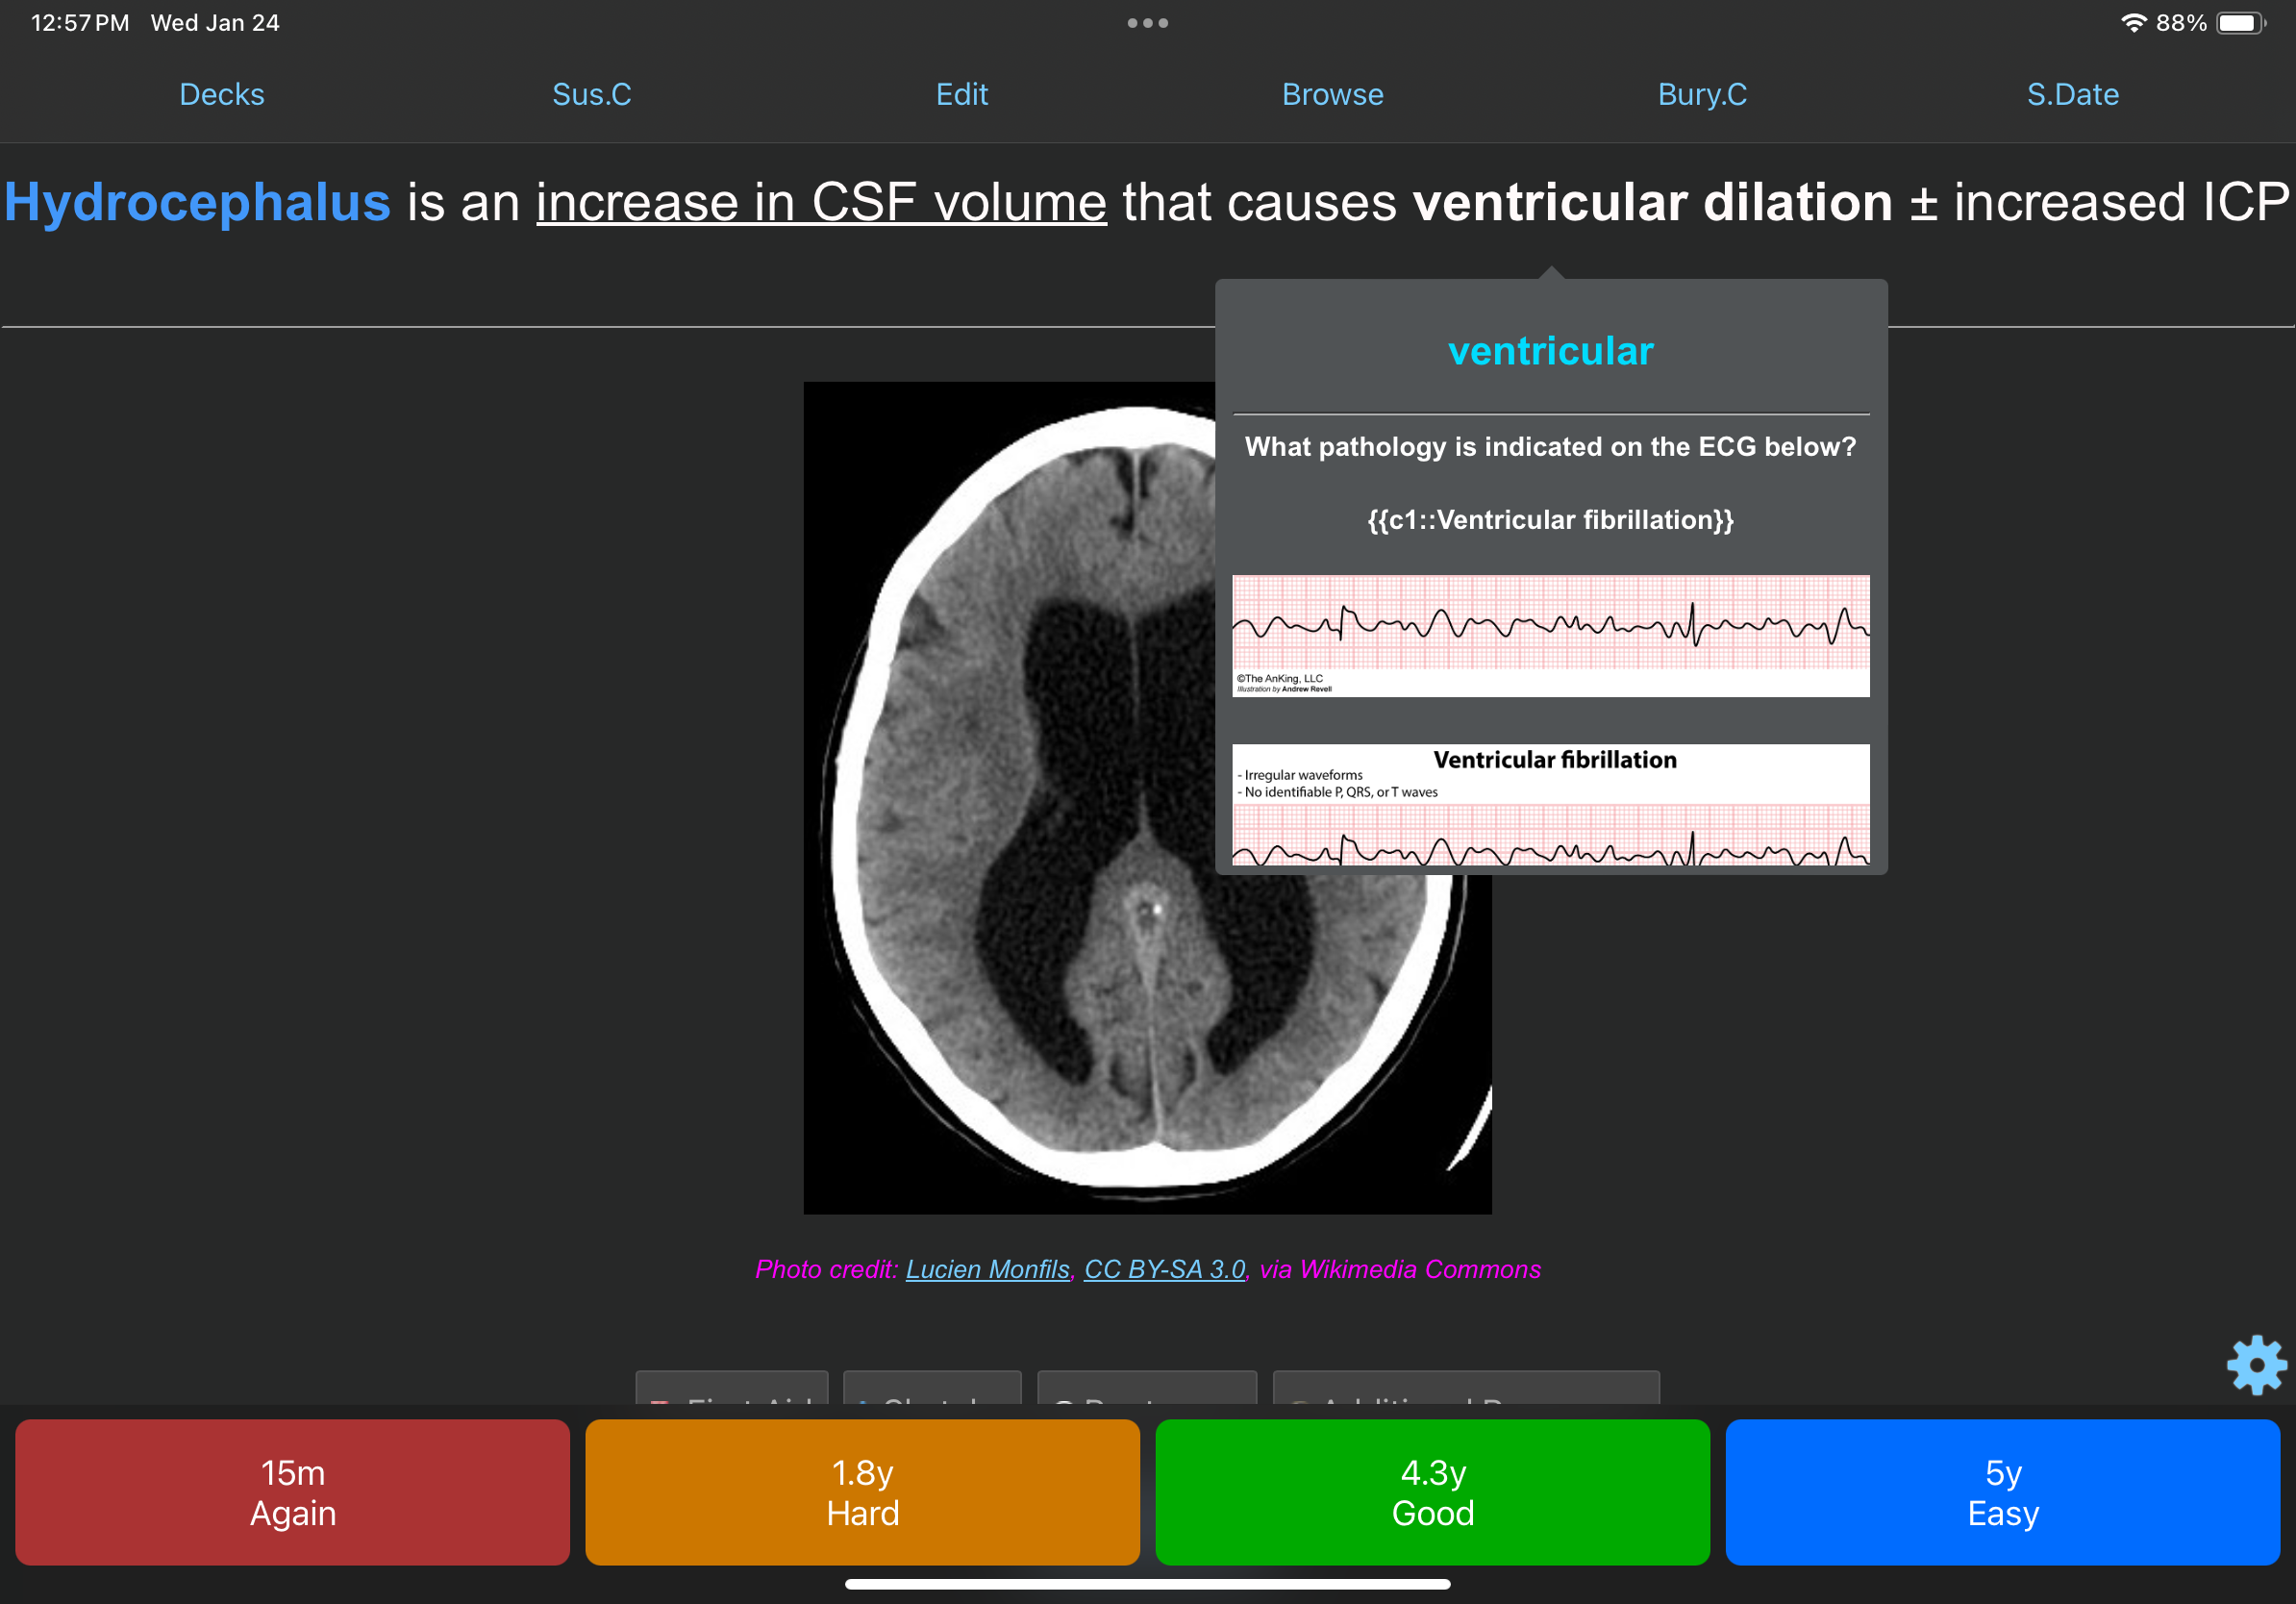 12:57 PM Wed Jan 24
88%
Decks Sus.C Edit Browse Bury.C S.Date
Hydrocephalus is an increase in CSF volume that causes ventricular dilation ± increased ICP
ventricular
What pathology is indicated on the ECG below?
{{c1::Ventricular fibrillation}}
©The AnKing, LLC
Illustration by Andrew Revell
Ventricular fibrillation
- Irregular waveforms
- No identifiable P, QRS, or T waves
Photo credit: Lucien Monfils, CC BY-SA 3.0, via Wikimedia Commons
First Aid
15m
Again
1.8y
Hard
4.3y
Good
5y
Easy